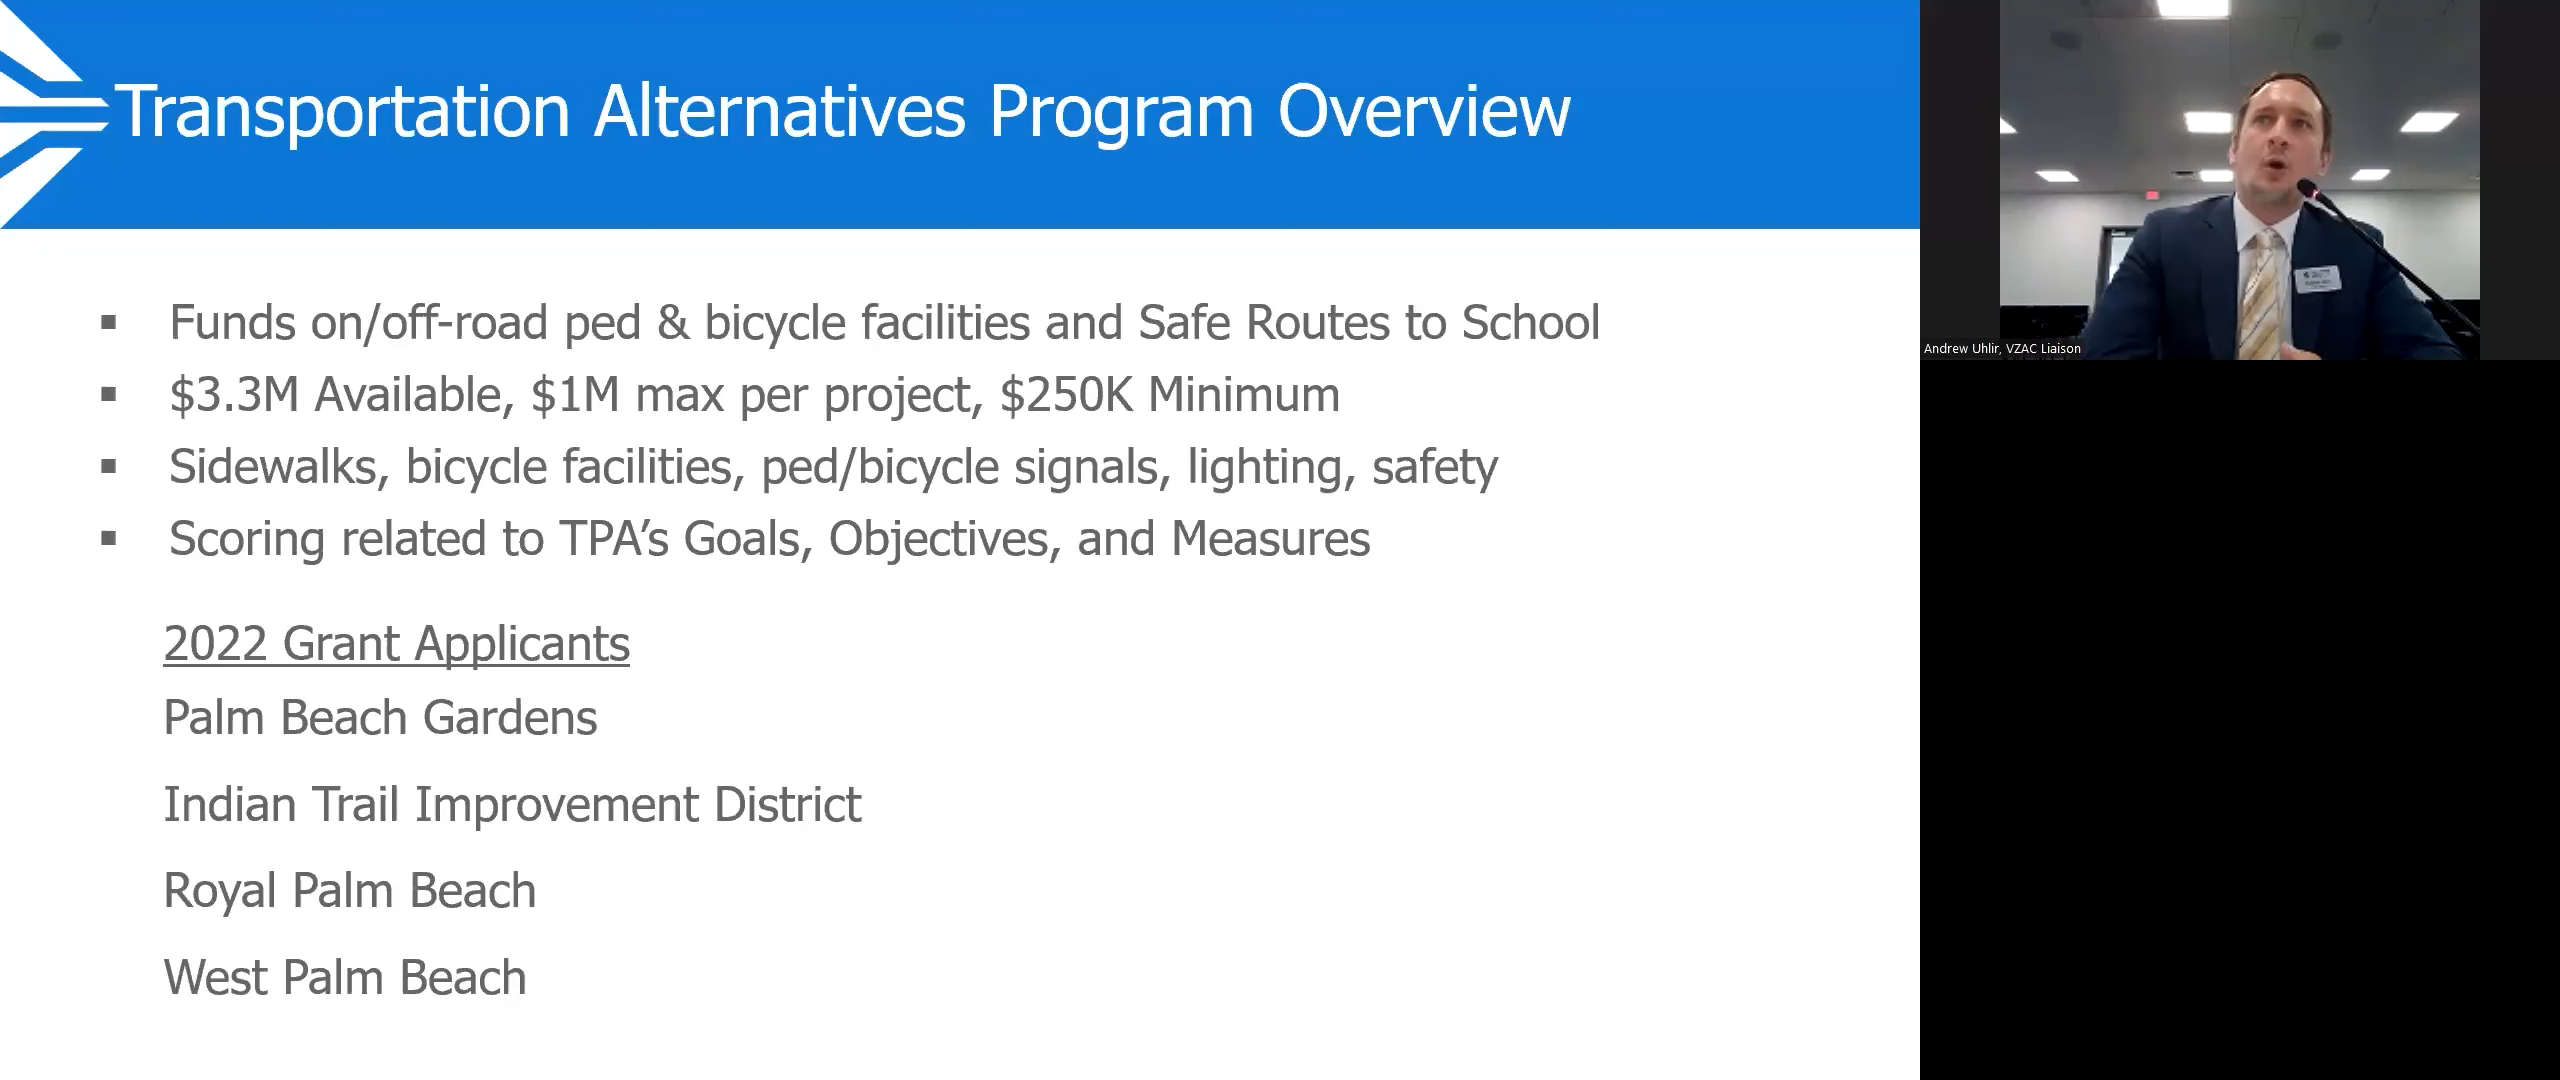 Transportation Alternatives Program Overview
▪ Funds on/off-road ped & bicycle facilities and Safe Routes to School
▪ $3.3M Available, $1M max per project, $250K Minimum
▪ Sidewalks, bicycle facilities, ped/bicycle signals, lighting, safety
▪ Scoring related to TPA’s Goals, Objectives, and Measures
2022 Grant Applicants
Palm Beach Gardens
Indian Trail Improvement District
Royal Palm Beach
West Palm Beach
Andrew Uhlir, VZAC Liaison